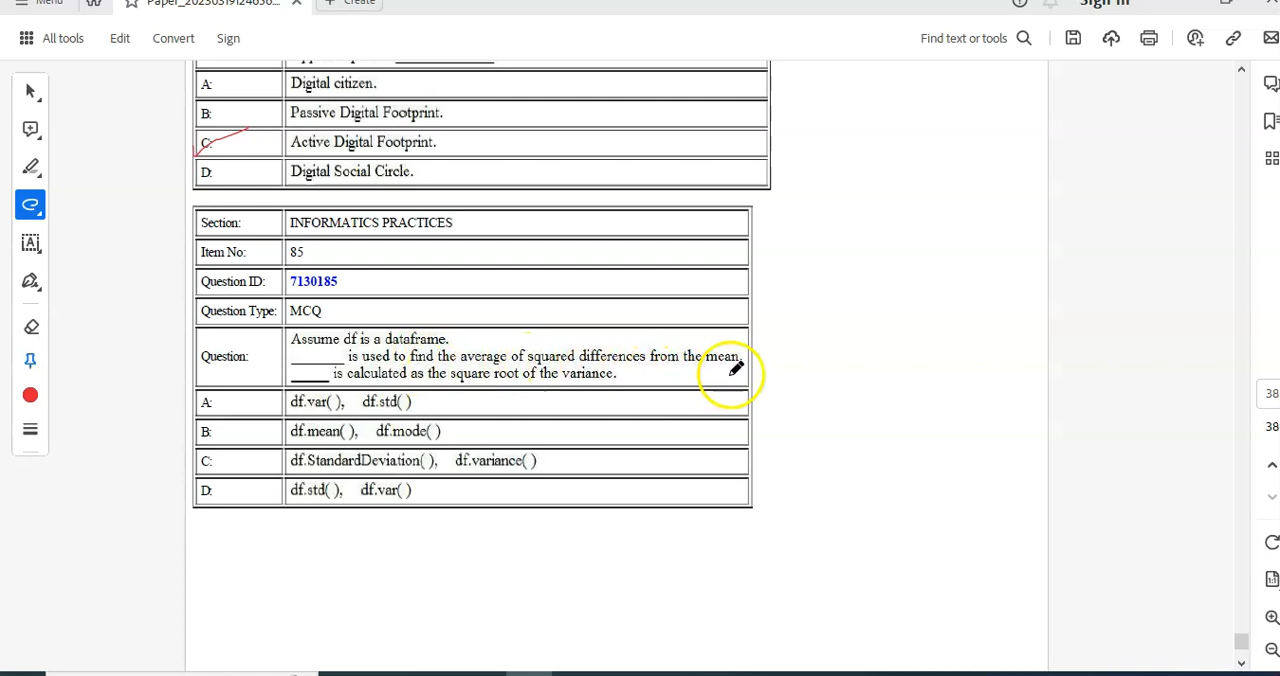 Menu
Paper_20230319124636...
+ Create
Sign in
All tools
Edit
Convert
Sign
Find text or tools
A: Digital citizen.
B: Passive Digital Footprint.
C: Active Digital Footprint.
D: Digital Social Circle.
Section: INFORMATICS PRACTICES
Item No: 85
Question ID: 7130185
Question Type: MCQ
Question: Assume df is a dataframe.
________ is used to find the average of squared differences from the mean.
_____ is calculated as the square root of the variance.
A: df.var( ), df.std( )
B: df.mean( ), df.mode( )
C: df.StandardDeviation( ), df.variance( )
D: df.std( ), df.var( )
38
38